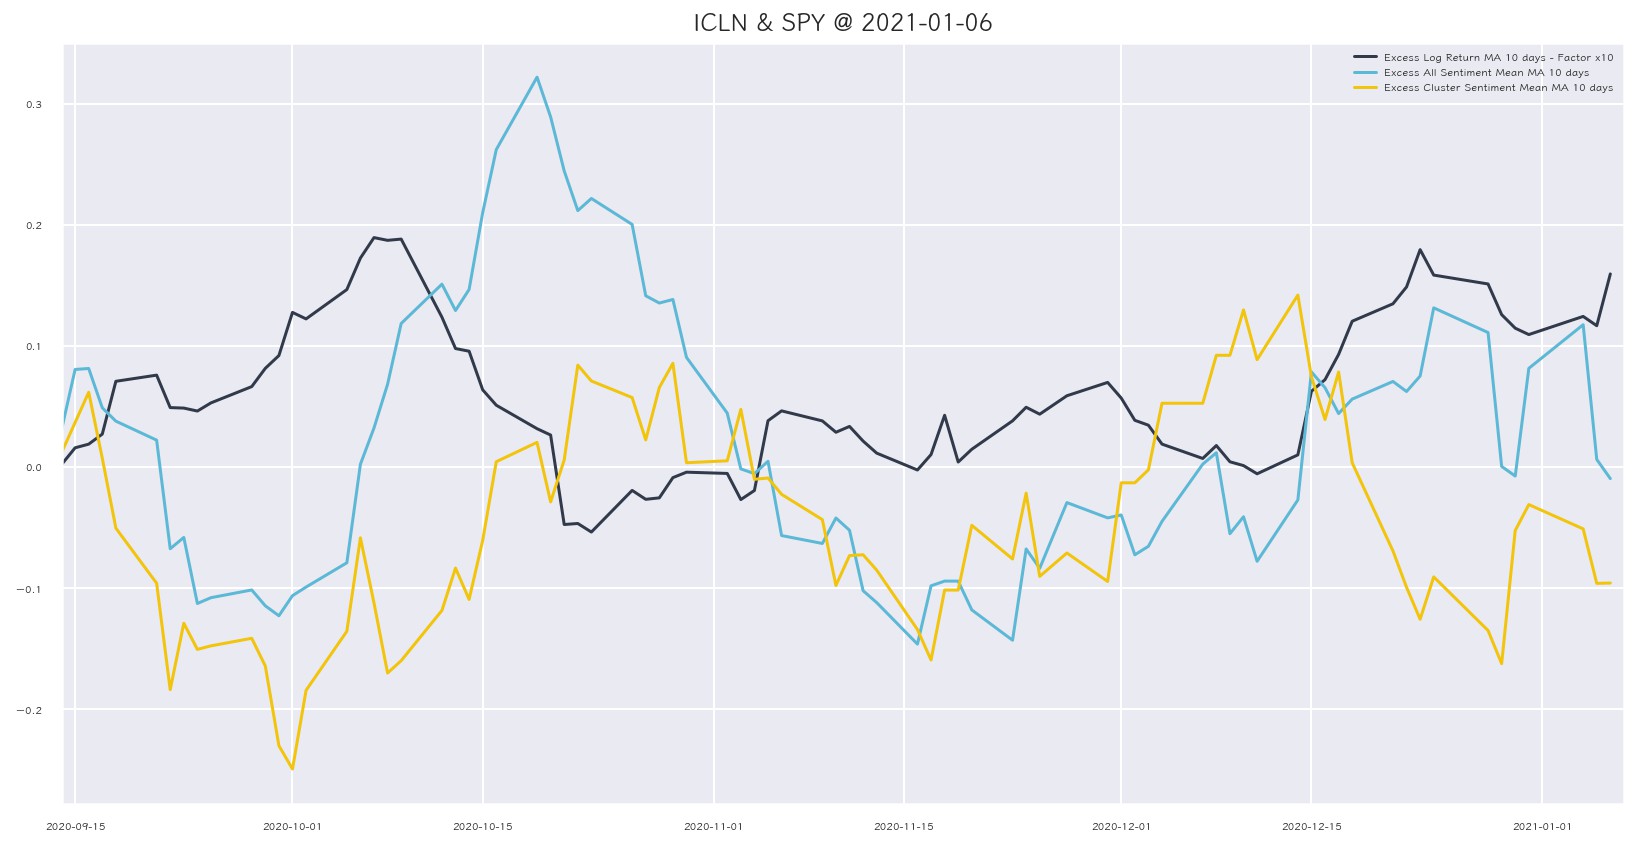 ICLN & SPY @ 2021-01-06
Excess Log Return MA 10 days - Factor x10
Excess All Sentiment Mean MA 10 days
Excess Cluster Sentiment Mean MA 10 days
0.3
0.2
0.1
0.0
−0.1
−0.2
2020-09-15 2020-10-01 2020-10-15 2020-11-01 2020-11-15 2020-12-01 2020-12-15 2021-01-01